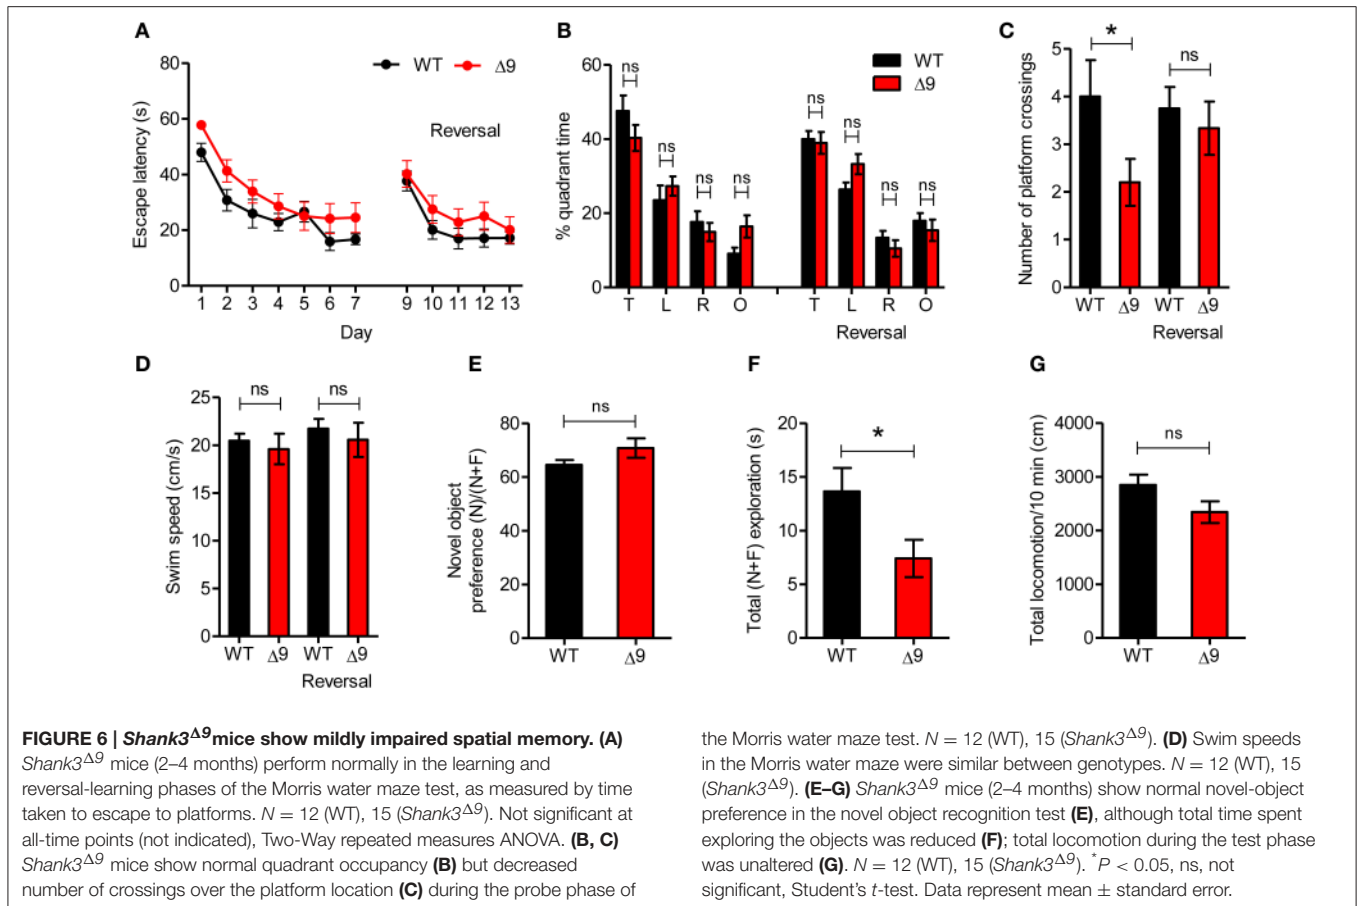 A
80
60
40
20
0
Escape latency (s)
WT Δ9
Reversal
1 2 3 4 5 6 7 9 10 11 12 13
Day
B
60
40
20
0
% quadrant time
WT
Δ9
ns ns ns ns ns ns ns ns
T L R O T L R O
Reversal
C
5
4
3
2
1
0
Number of platform crossings
* ns
WT Δ9 WT Δ9
Reversal
D
25
20
15
10
5
0
Swim speed (cm/s)
ns ns
WT Δ9 WT Δ9
Reversal
E
80
60
40
20
0
Novel object
preference (N)/(N+F)
ns
WT Δ9
F
20
15
10
5
0
Total (N+F) exploration (s)
*
WT Δ9
G
4000
3000
2000
1000
0
Total locomotion/10 min (cm)
ns
WT Δ9
FIGURE 6 | Shank3Δ9 mice show mildly impaired spatial memory. (A)
Shank3Δ9 mice (2–4 months) perform normally in the learning and
reversal-learning phases of the Morris water maze test, as measured by time
taken to escape to platforms. N = 12 (WT), 15 (Shank3Δ9). Not significant at
all-time points (not indicated), Two-Way repeated measures ANOVA. (B, C)
Shank3Δ9 mice show normal quadrant occupancy (B) but decreased
number of crossings over the platform location (C) during the probe phase of
the Morris water maze test. N = 12 (WT), 15 (Shank3Δ9). (D) Swim speeds
in the Morris water maze were similar between genotypes. N = 12 (WT), 15
(Shank3Δ9). (E–G) Shank3Δ9 mice (2–4 months) show normal novel-object
preference in the novel object recognition test (E), although total time spent
exploring the objects was reduced (F); total locomotion during the test phase
was unaltered (G). N = 12 (WT), 15 (Shank3Δ9). *P < 0.05, ns, not
significant, Student's t-test. Data represent mean ± standard error.